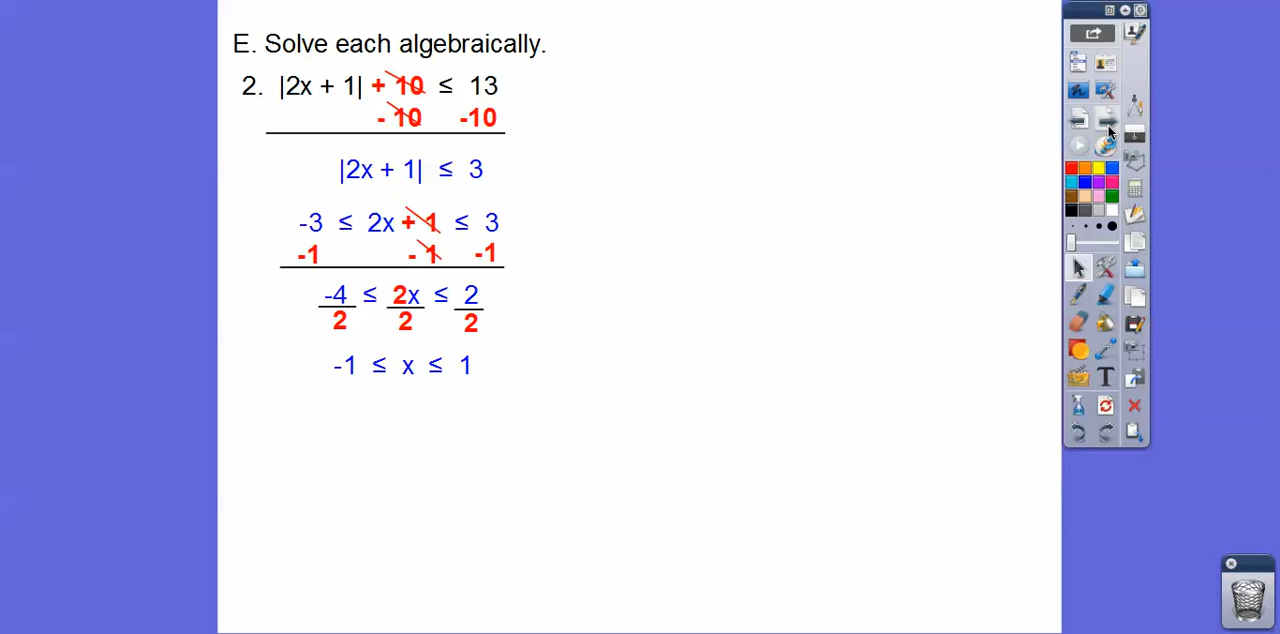 E. Solve each algebraically.
2. |2x + 1| + 10 ≤ 13
- 10 -10
|2x + 1| ≤ 3
-3 ≤ 2x + 1 ≤ 3
-1 - 1 -1
-4 ≤ 2x ≤ 2
2 2 2
-1 ≤ x ≤ 1